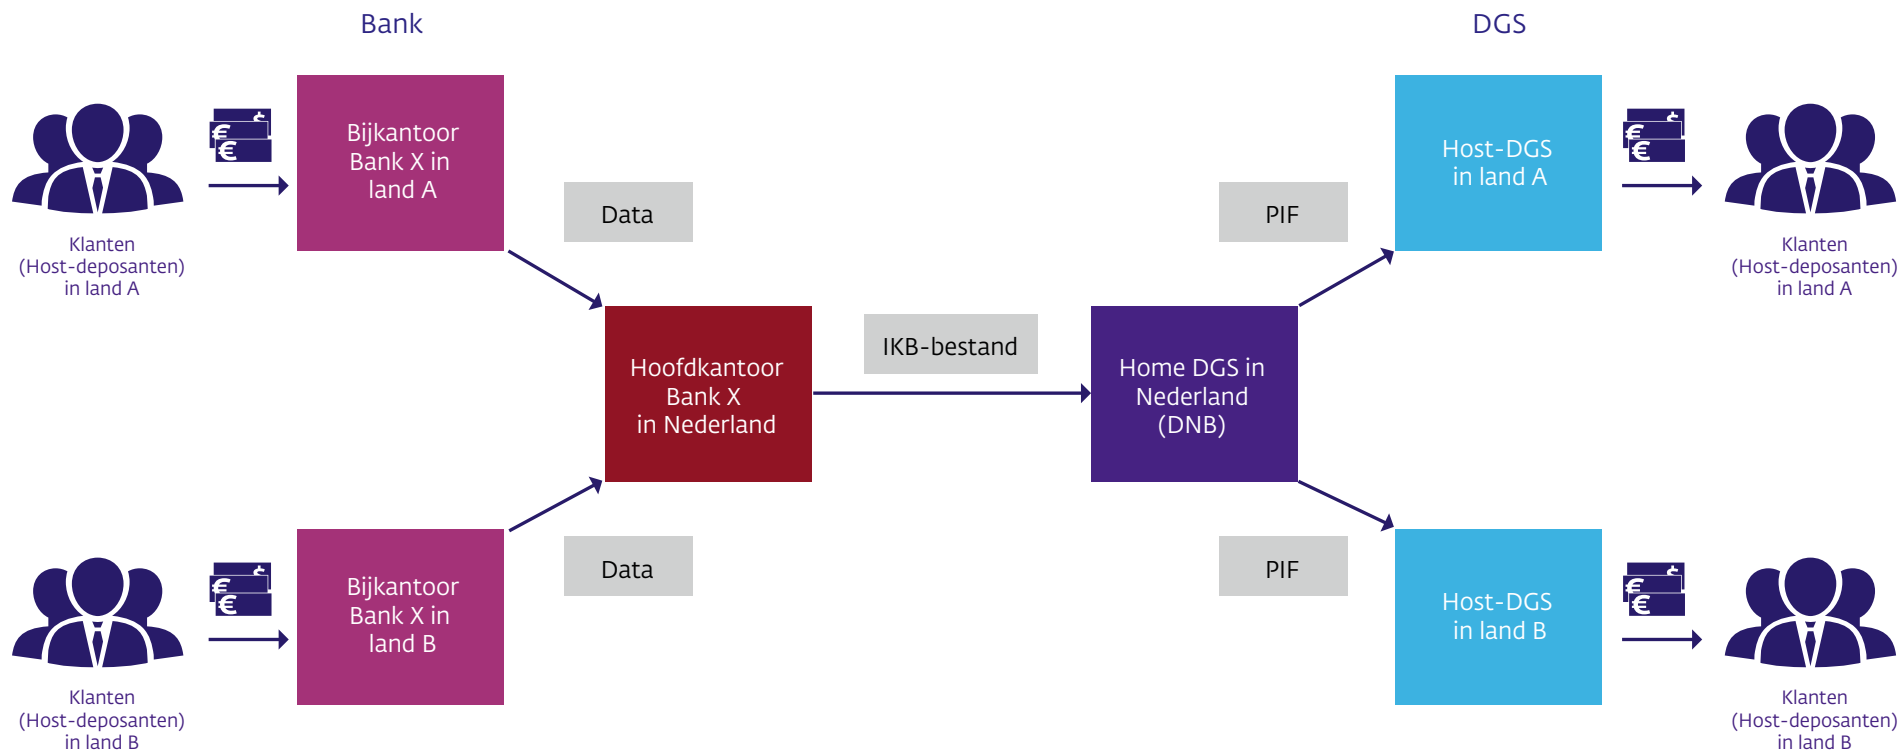 Bank
DGS
Bijkantoor
Bank X in
land A
Host-DGS
in land A
Data
PIF
Klanten
(Host-deposanten)
in land A
Klanten
(Host-deposanten)
in land A
IKB-bestand
Hoofdkantoor
Bank X
in Nederland
Home DGS in
Nederland
(DNB)
Data
PIF
Bijkantoor
Bank X in
land B
Host-DGS
in land B
Klanten
(Host-deposanten)
in land B
Klanten
(Host-deposanten)
in land B